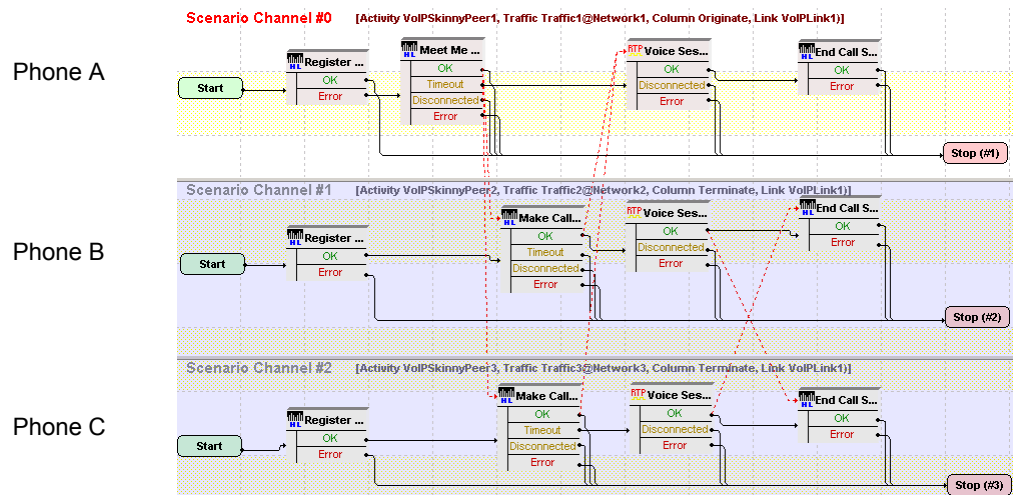 Scenario Channel #0 [Activity VoIPSkinnyPeer1, Traffic Traffic1@Network1, Column Originate, Link VoIPLink1)]
Phone A
Start
HL Register ...
OK
Error
HL Meet Me ...
OK
Timeout
Disconnected
Error
RTP Voice Ses...
OK
Disconnected
Error
HL End Call S...
OK
Error
Stop (#1)
Scenario Channel #1 [Activity VoIPSkinnyPeer2, Traffic Traffic2@Network2, Column Terminate, Link VoIPLink1)]
Phone B
Start
HL Register ...
OK
Error
HL Make Call...
OK
Timeout
Disconnected
Error
RTP Voice Ses...
OK
Disconnected
Error
HL End Call S...
OK
Error
Stop (#2)
Scenario Channel #2 [Activity VoIPSkinnyPeer3, Traffic Traffic3@Network3, Column Terminate, Link VoIPLink1)]
Phone C
Start
HL Register ...
OK
Error
HL Make Call...
OK
Timeout
Disconnected
Error
RTP Voice Ses...
OK
Disconnected
Error
HL End Call S...
OK
Error
Stop (#3)